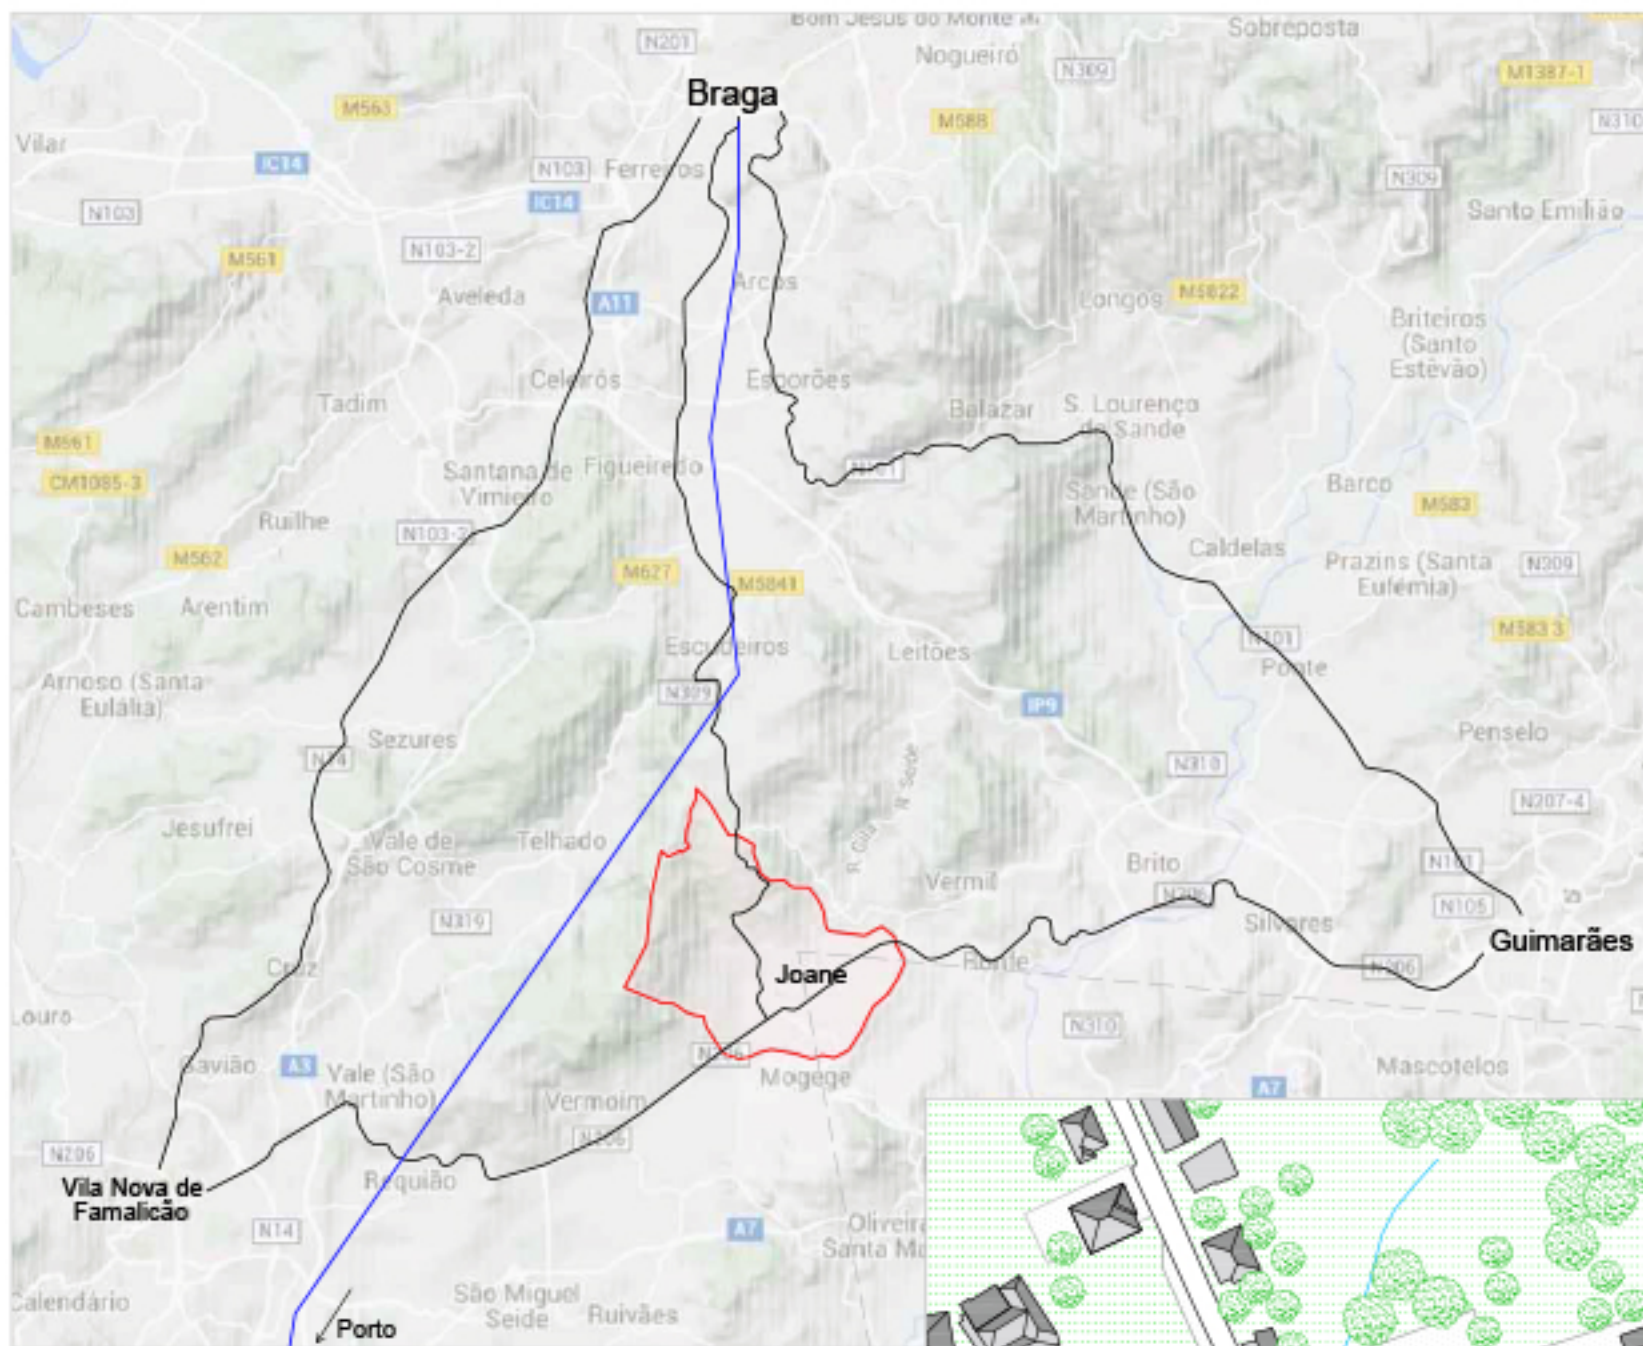 Bom Jesus do Monte
Sobreposta
N201
Nogueiró
N309
M1387-1
Braga
M563
M588
N310
Vilar
IC14
N103
Ferreiros
N309
IC14
N103
Santo Emilião
N103-2
M561
Arcos
Aveleda
A11
Longos
M5822
Briteiros
(Santo
Estêvão)
Celeirós
Esporões
Tadim
Balazar
S. Lourenço
de Sande
M561
Santana de
Vimieiro
Figueiredo
CM1085-3
Sande (São
Martinho)
Barco
M583
Ruilhe
N103-2
Caldelas
M562
M627
M5841
Prazins (Santa
Eufémia)
N309
Cambeses
Arentim
M583 3
Escudeiros
Leitões
N101
Ponte
Arnoso (Santa
Eulália)
N309
IP9
Sezures
N14
Penselo
N310
N207-4
Jesufrei
Vale de
São Cosme
Telhado
Brito
N101
Vermil
N206
N105
N319
Silvares
Guimarães
Cruz
Joane
Ronfe
N206
Louro
N310
Gavião
A3
Vale (São
Martinho)
N206
Mogege
Mascotelos
A7
Vermoim
N206
N206
Requião
Vila Nova de
Famalicão
N14
A7
Oliveira
Santa Ma
São Miguel
Seide
Ruivães
Calendário
Porto